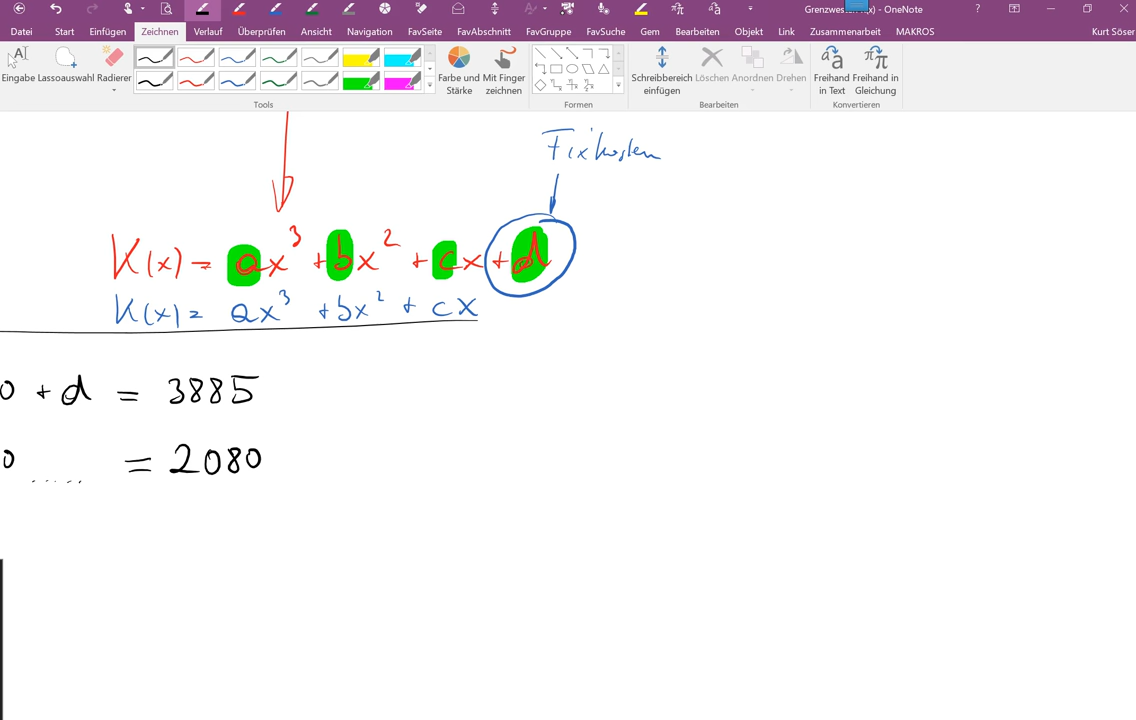 Grenzwesten K(x) - OneNote
?
Datei Start Einfügen Zeichnen Verlauf Überprüfen Ansicht Navigation FavSeite FavAbschnitt FavGruppe FavSuche Gem Bearbeiten Objekt Link Zusammenarbeit MAKROS Kurt Söser
Eingabe Lassoauswahl Radierer Farbe und Stärke Mit Finger zeichnen Schreibbereich einfügen Löschen Anordnen Drehen Freihand in Text Freihand in Gleichung
Tools Formen Bearbeiten Konvertieren
Fixkosten
K(x) = ax³ + bx² + cx + d
K(x) = ax³ + bx² + cx
0 + d = 3885
0 = 2080